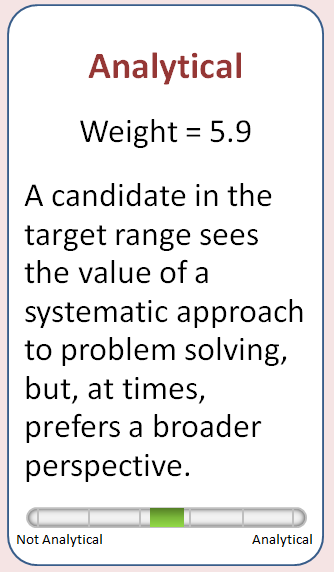 Analytical
Weight = 5.9
A candidate in the
target range sees
the value of a
systematic approach
to problem solving,
but, at times,
prefers a broader
perspective.
Not Analytical
Analytical